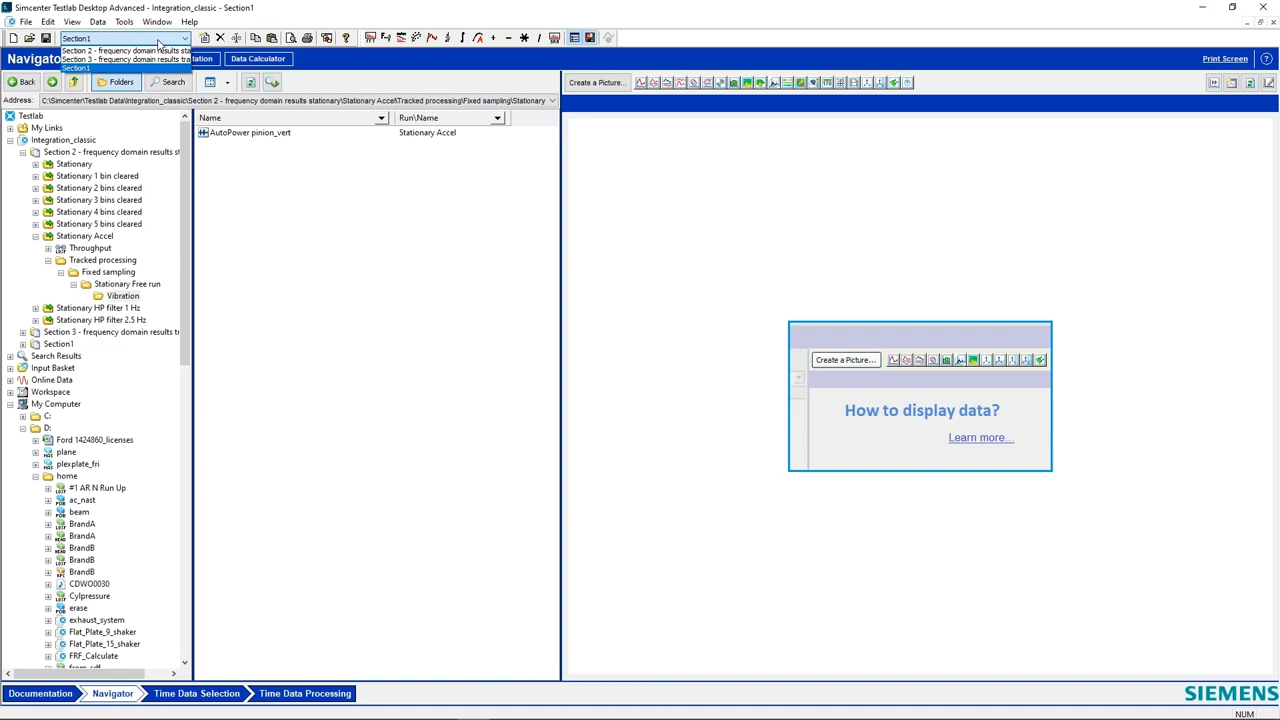 Simcenter Testlab Desktop Advanced - Integration_classic - Section1
File Edit View Data Tools Window Help
Section1
Section 2 - frequency domain results sta
Section 3 - frequency domain results tra
Section1
Navigato
tation
Data Calculator
Print Screen
Back
Folders
Search
Create a Picture...
Address: C:\Simcenter\Testlab Data\Integration_classic\Section 2 - frequency domain results stationary\Stationary Accel\Tracked processing\Fixed sampling\Stationary
Testlab
My Links
Integration_classic
Section 2 - frequency domain results st
Stationary
Stationary 1 bin cleared
Stationary 2 bins cleared
Stationary 3 bins cleared
Stationary 4 bins cleared
Stationary 5 bins cleared
Stationary Accel
Throughput
Tracked processing
Fixed sampling
Stationary Free run
Vibration
Stationary HP filter 1 Hz
Stationary HP filter 2.5 Hz
Section 3 - frequency domain results tr
Section1
Search Results
Input Basket
Online Data
Workspace
My Computer
C:
D:
Ford 1424860_licenses
plane
plexplate_fri
home
#1 AR N Run Up
ac_nast
beam
BrandA
BrandA
BrandB
BrandB
BrandB
CDWO0030
Cylpressure
erase
exhaust_system
Flat_Plate_9_shaker
Flat_Plate_15_shaker
FRF_Calculate
from_sdf
Name Run\Name
AutoPower pinion_vert Stationary Accel
Create a Picture...
How to display data?
Learn more...
Documentation Navigator Time Data Selection Time Data Processing
SIEMENS
NUM